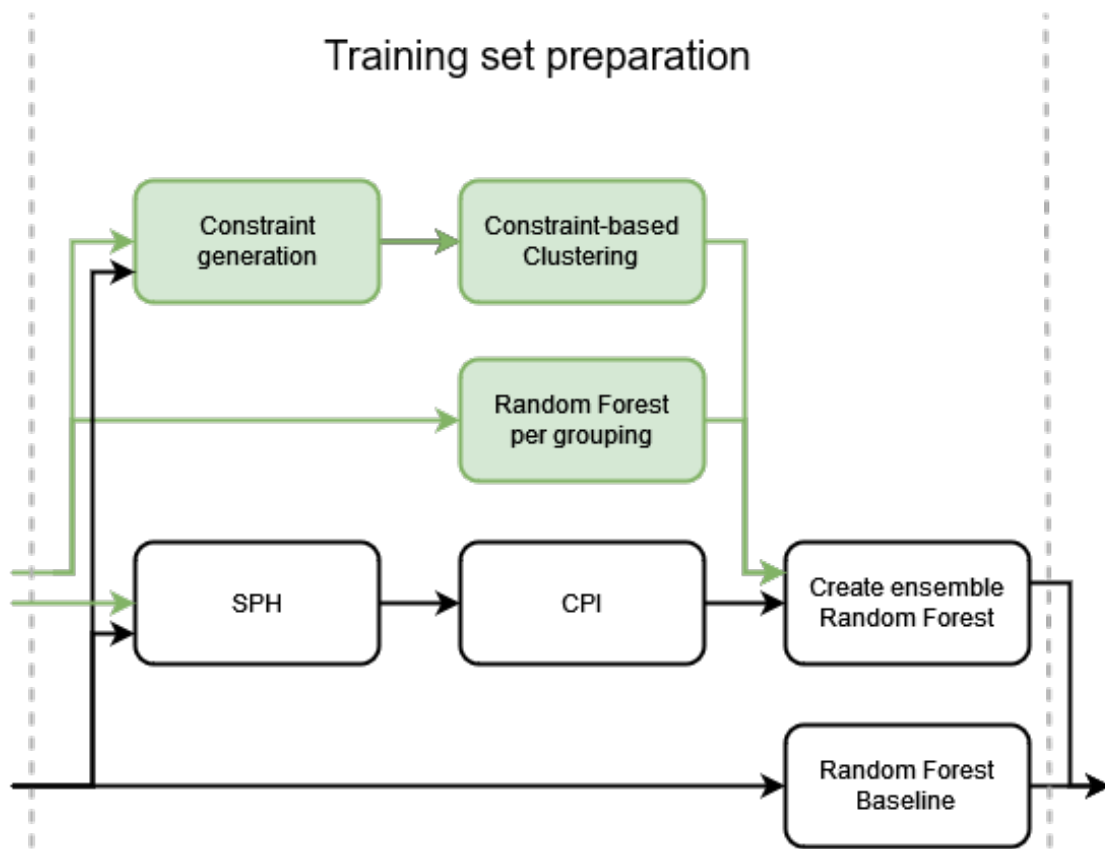 Training set preparation
Constraint
generation
Constraint-based
Clustering
Random Forest
per grouping
SPH
CPI
Create ensemble
Random Forest
Random Forest
Baseline